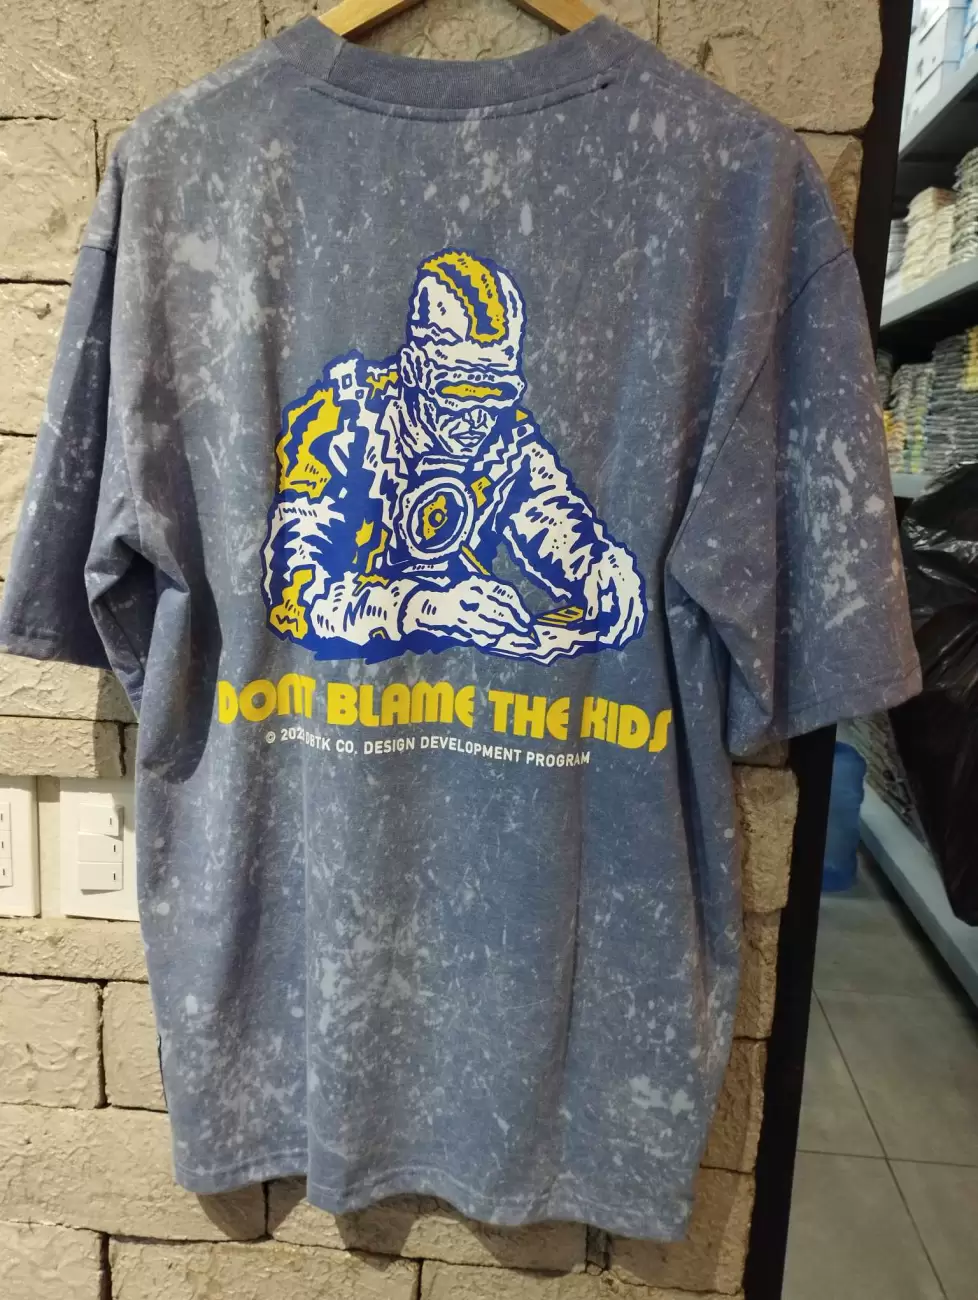 DONT BLAME THE KIDS
DBTK CO, DESIGN DEVELOPMENT PROGRAM